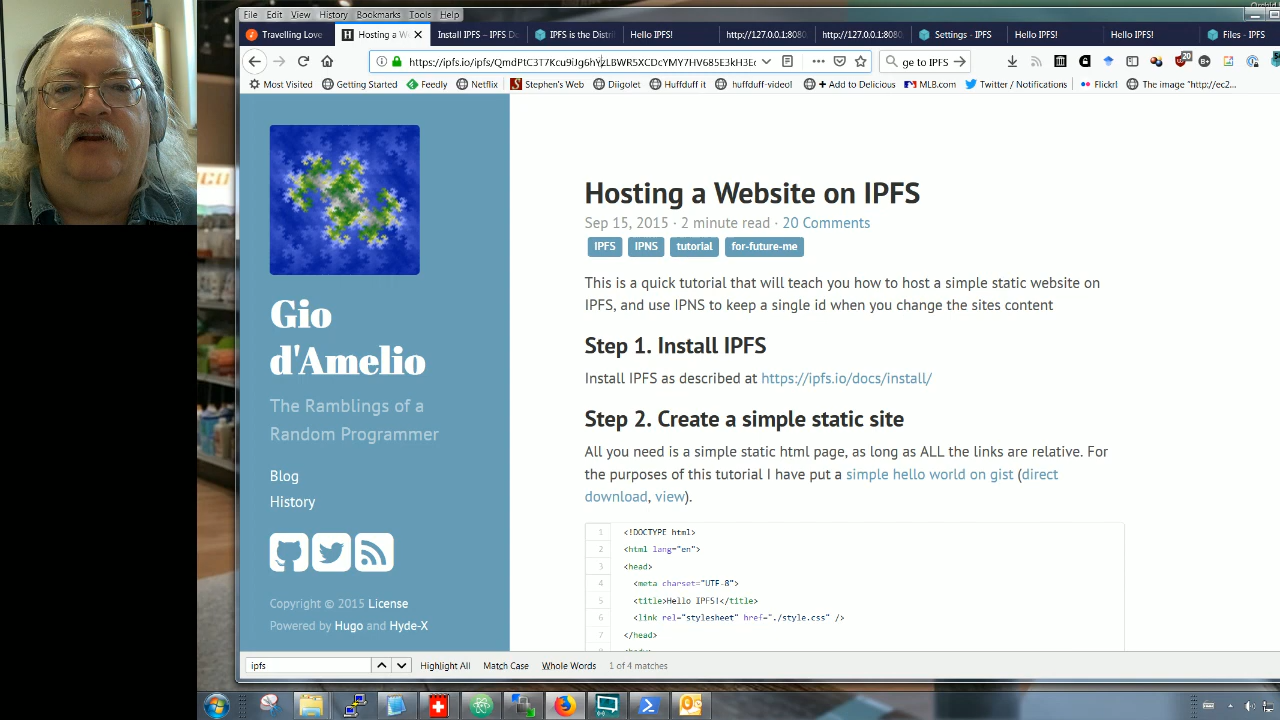 File Edit View History Bookmarks Tools Help
Travelling Love
Hosting a W
Install IPFS – IPFS Do
IPFS is the Distri
Hello IPFS!
http://127.0.0.1:8080
http://127.0.0.1:8080
Settings - IPFS
Hello IPFS!
Hello IPFS!
Files - IPFS
ge to IPFS
Most Visited Getting Started Feedly Netflix Stephen's Web Diigolet Huffduff it huffduff-video! + Add to Delicious MLB.com Twitter / Notifications Flickr! The image "http://ec2...
Gio
d'Amelio
The Ramblings of a
Random Programmer
Blog
History
Copyright © 2015 License
Powered by Hugo and Hyde-X
Hosting a Website on IPFS
Sep 15, 2015 · 2 minute read · 20 Comments
IPFS IPNS tutorial for-future-me
This is a quick tutorial that will teach you how to host a simple static website on
IPFS, and use IPNS to keep a single id when you change the sites content
Step 1. Install IPFS
Install IPFS as described at https://ipfs.io/docs/install/
Step 2. Create a simple static site
All you need is a simple static html page, as long as ALL the links are relative. For
the purposes of this tutorial I have put a simple hello world on gist (direct
download, view).
1 <!DOCTYPE html>
2 <html lang="en">
3 <head>
4 <meta charset="UTF-8">
5 <title>Hello IPFS!</title>
6 <link rel="stylesheet" href="./style.css" />
7 </head>
ipfs Highlight All Match Case Whole Words 1 of 4 matches